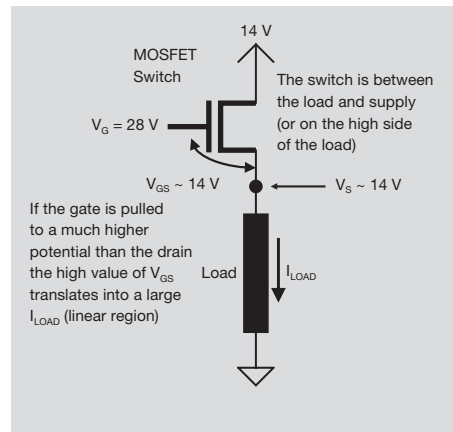 14 V
MOSFET
Switch
The switch is between
the load and supply
(or on the high side
of the load)
V_G = 28 V
V_GS ~ 14 V
V_S ~ 14 V
If the gate is pulled
to a much higher
potential than the drain
the high value of V_GS
translates into a large
I_LOAD (linear region)
Load
I_LOAD